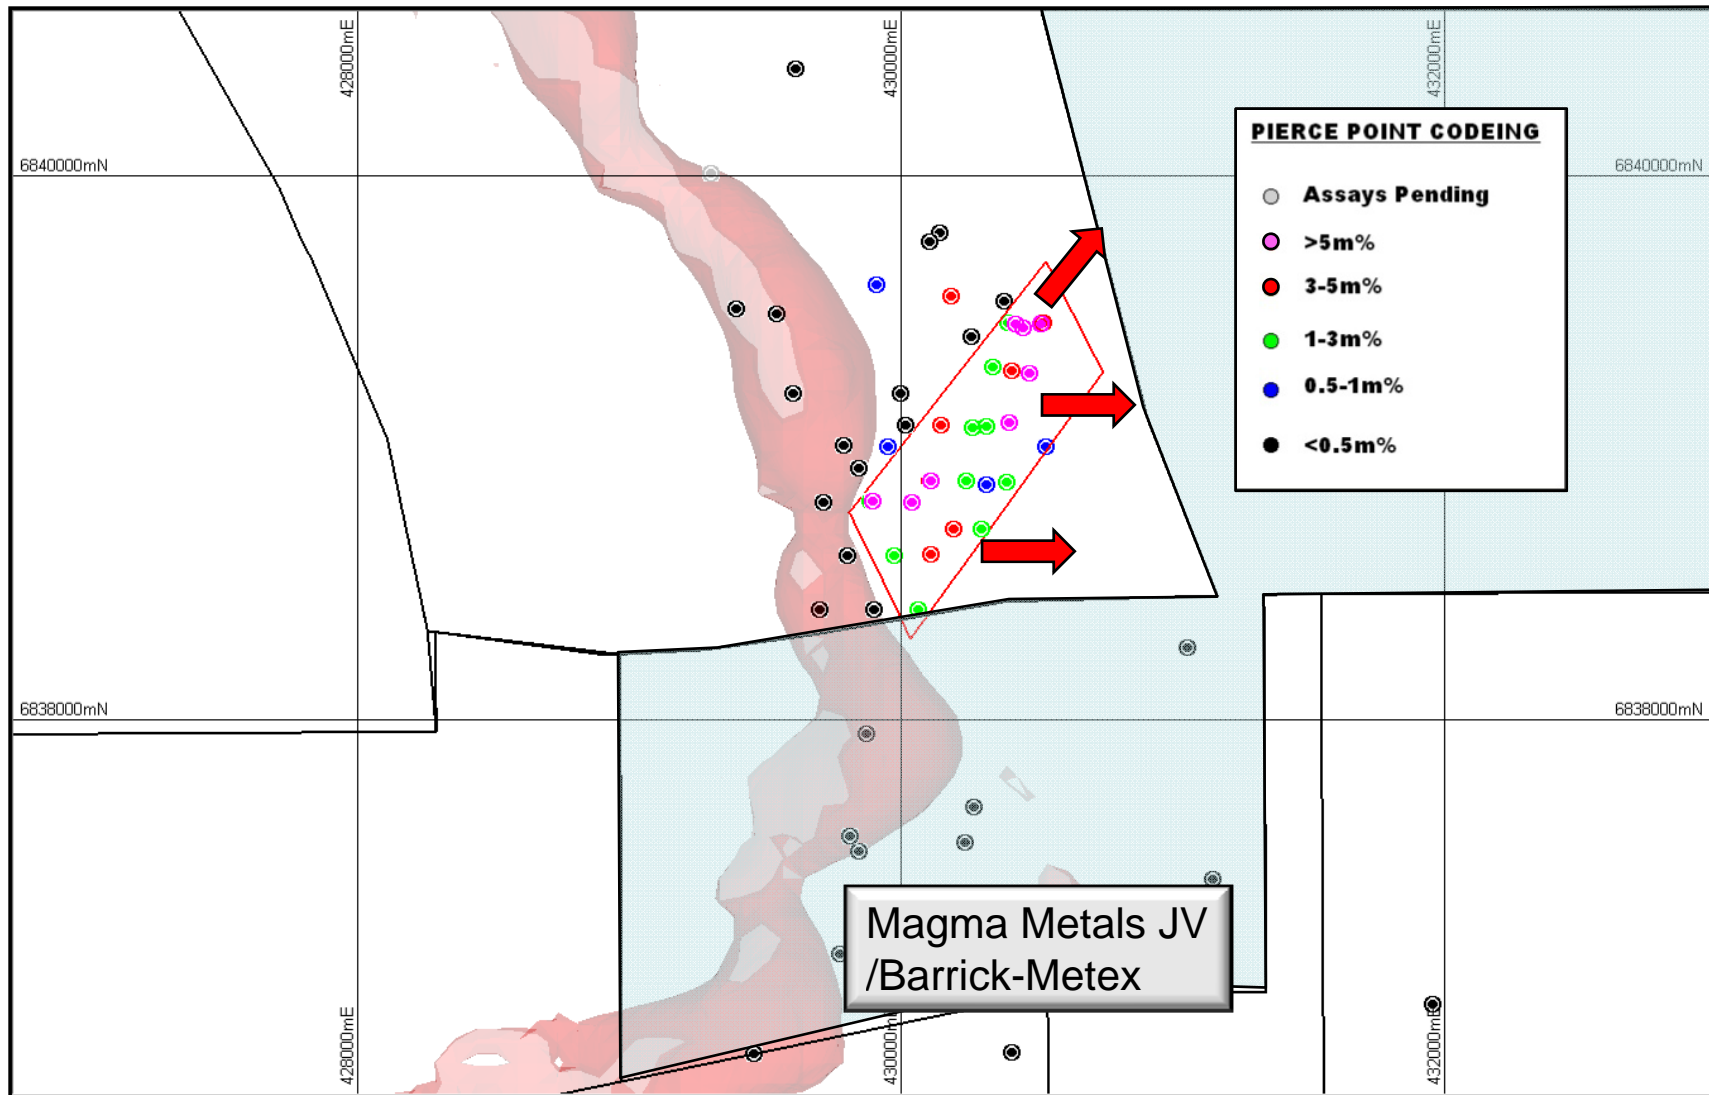 428000mE
430000mE
432000mE
6840000mN
6840000mN
PIERCE POINT CODEING
Assays Pending
>5m%
3-5m%
1-3m%
0.5-1m%
<0.5m%
6838000mN
6838000mN
Magma Metals JV
/Barrick-Metex
428000mE
430000mE
432000mE